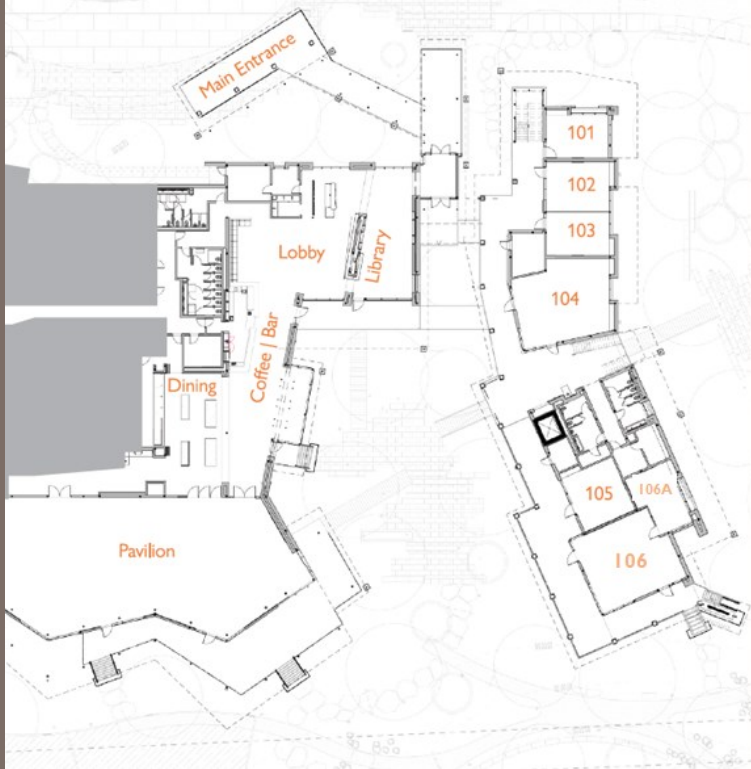 Main Entrance
101
102
103
Lobby
Library
104
Coffee | Bar
Dining
105
106A
106
Pavilion